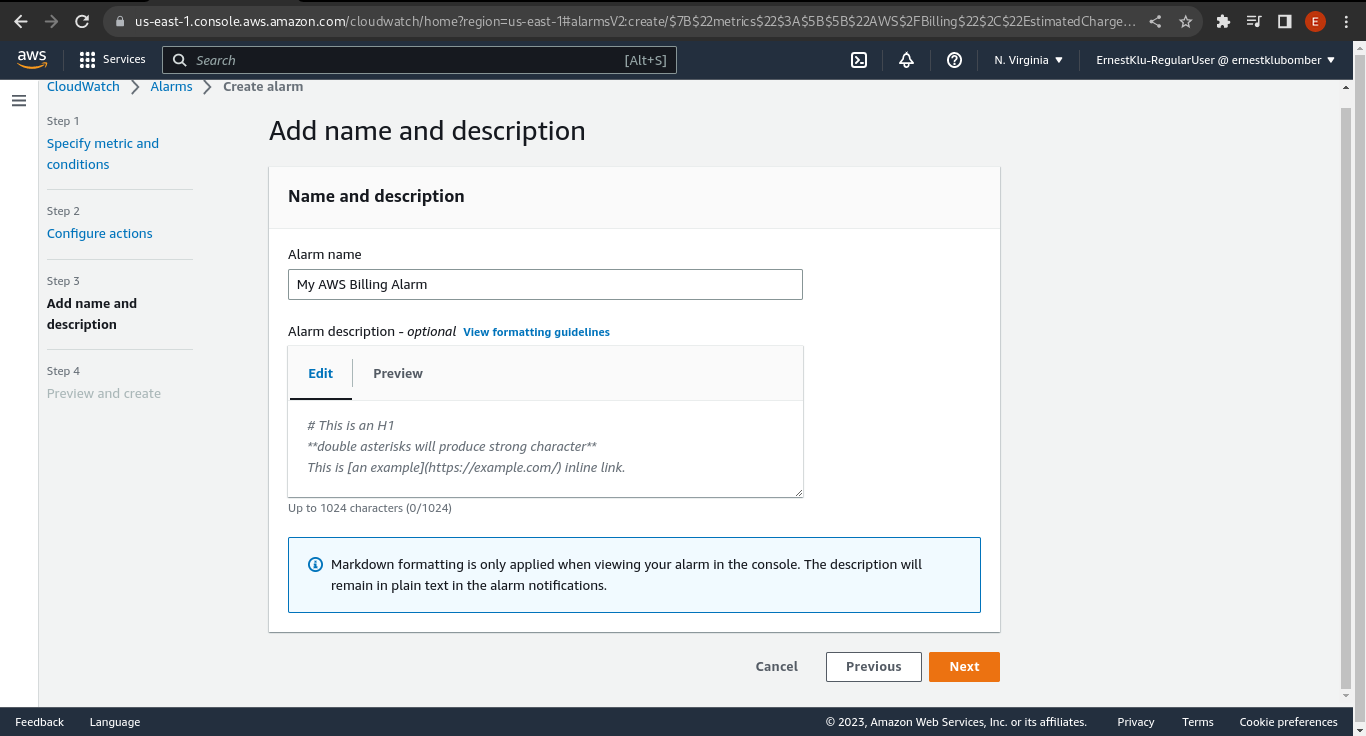 us-east-1.console.aws.amazon.com/cloudwatch/home?region=us-east-1#alarmsV2:create/$7B$22metrics$22$3A$5B$5B$22AWS$2FBilling$22$2C$22EstimatedCharge...
E
aws
Services
Search
[Alt+S]
N. Virginia
ErnestKlu-RegularUser @ ernestklubomber
CloudWatch
Alarms
Create alarm
Step 1
Specify metric and
conditions
Step 2
Configure actions
Step 3
Add name and
description
Step 4
Preview and create
Add name and description
Name and description
Alarm name
My AWS Billing Alarm
Alarm description - optional View formatting guidelines
Edit
Preview
# This is an H1
**double asterisks will produce strong character**
This is [an example](https://example.com/) inline link.
Up to 1024 characters (0/1024)
Markdown formatting is only applied when viewing your alarm in the console. The description will
remain in plain text in the alarm notifications.
Cancel
Previous
Next
Feedback
Language
© 2023, Amazon Web Services, Inc. or its affiliates.
Privacy
Terms
Cookie preferences